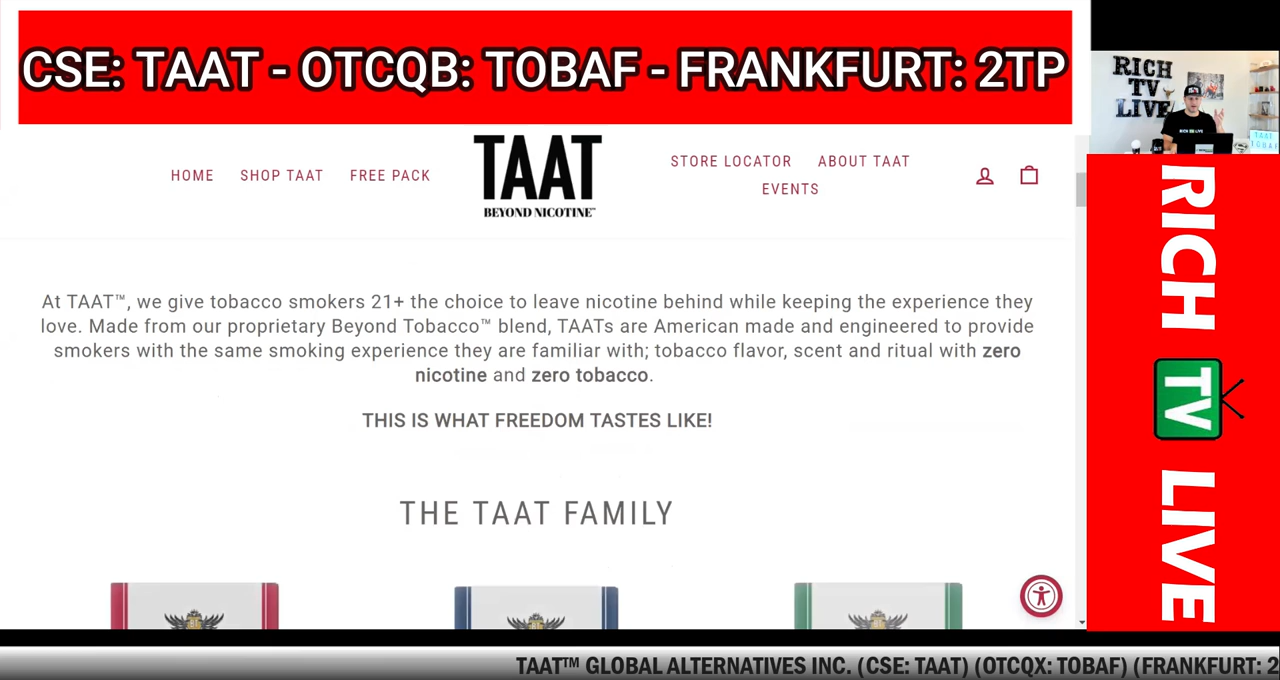 CSE: TAAT - OTCQB: TOBAF - FRANKFURT: 2TP
RICH
TV
LIVE
HOME
SHOP TAAT
FREE PACK
TAAT
BEYOND NICOTINE™
STORE LOCATOR
ABOUT TAAT
EVENTS
At TAAT™, we give tobacco smokers 21+ the choice to leave nicotine behind while keeping the experience they
love. Made from our proprietary Beyond Tobacco™ blend, TAATs are American made and engineered to provide
smokers with the same smoking experience they are familiar with; tobacco flavor, scent and ritual with zero
nicotine and zero tobacco.
THIS IS WHAT FREEDOM TASTES LIKE!
THE TAAT FAMILY
RICH TV LIVE
TAAT™ GLOBAL ALTERNATIVES INC. (CSE: TAAT) (OTCQX: TOBAF) (FRANKFURT: 2